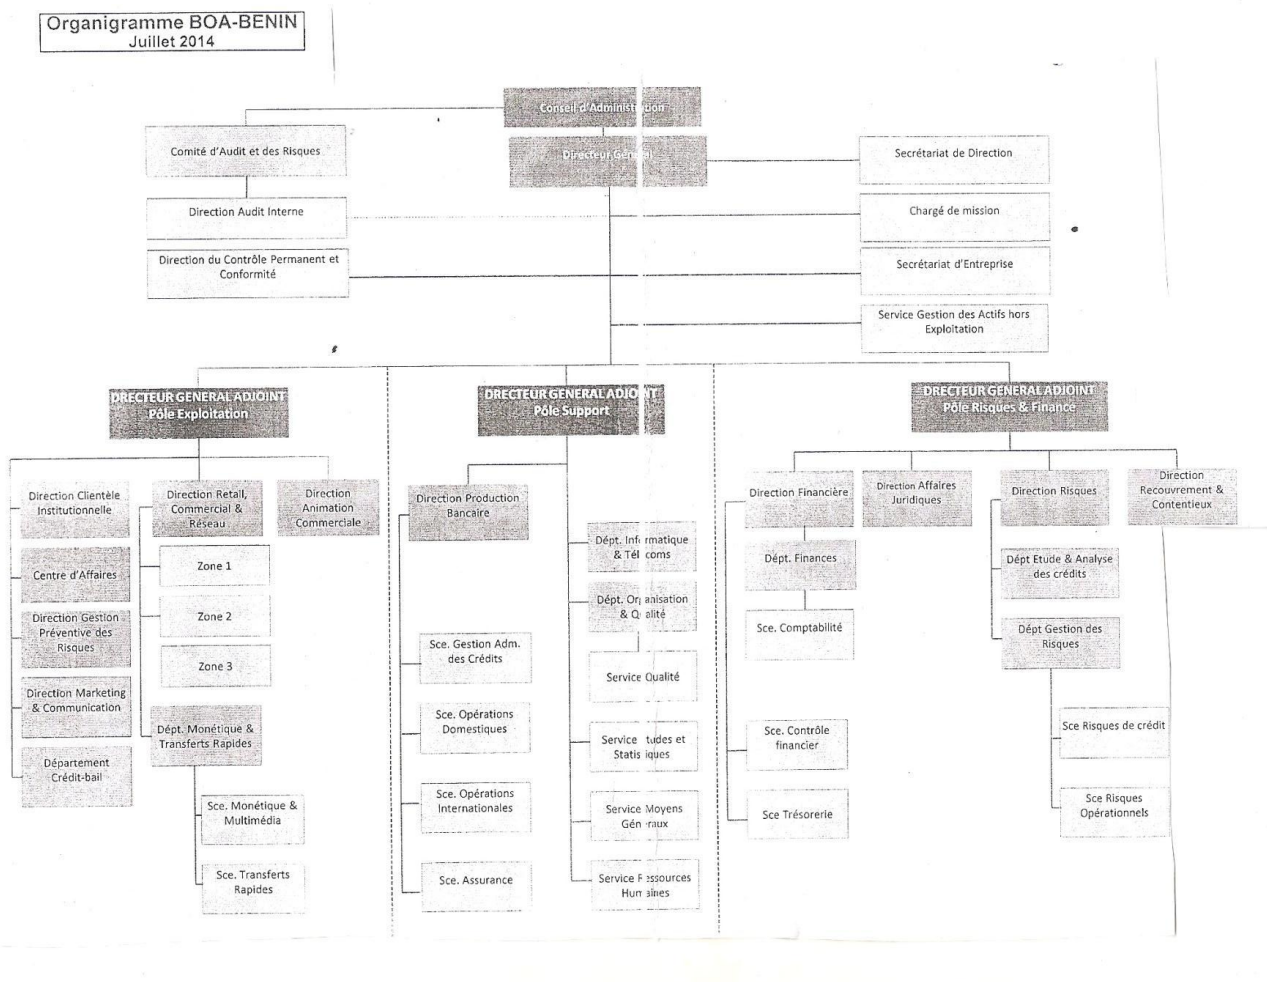 Organigramme BOA-BENIN
Juillet 2014
Conseil d'Administration
Comité d'Audit et des Risques
Directeur Général
Secrétariat de Direction
Direction Audit Interne
Chargé de mission
Direction du Contrôle Permanent et
Conformité
Secrétariat d'Entreprise
Service Gestion des Actifs hors
Exploitation
DRECTEUR GENERAL ADJOINT
Pôle Exploitation
DRECTEUR GENERAL ADJOINT
Pôle Support
DRECTEUR GENERAL ADJOINT
Pôle Risques & Finance
Direction Clientèle
Institutionnelle
Centre d'Affaires
Direction Gestion
Préventive des
Risques
Direction Marketing
& Communication
Département
Crédit-bail
Direction Retail,
Commercial &
Réseau
Zone 1
Zone 2
Zone 3
Dépt. Monétique &
Transferts Rapides
Sce. Monétique &
Multimédia
Sce. Transferts
Rapides
Direction
Animation
Commerciale
Direction Production
Bancaire
Sce. Gestion Adm.
des Crédits
Sce. Opérations
Domestiques
Sce. Opérations
Internationales
Sce. Assurance
Dépt. Informatique
& Télécoms
Dépt. Organisation
& Qualité
Service Qualité
Service Etudes et
Statistiques
Service Moyens
Généraux
Service Ressources
Humaines
Direction Financière
Dépt. Finances
Sce. Comptabilité
Sce. Contrôle
financier
Sce Trésorerie
Direction Affaires
Juridiques
Direction Risques
Dépt Etude & Analyse
des crédits
Dépt Gestion des
Risques
Sce Risques de crédit
Sce Risques
Opérationnels
Direction
Recouvrement &
Contentieux